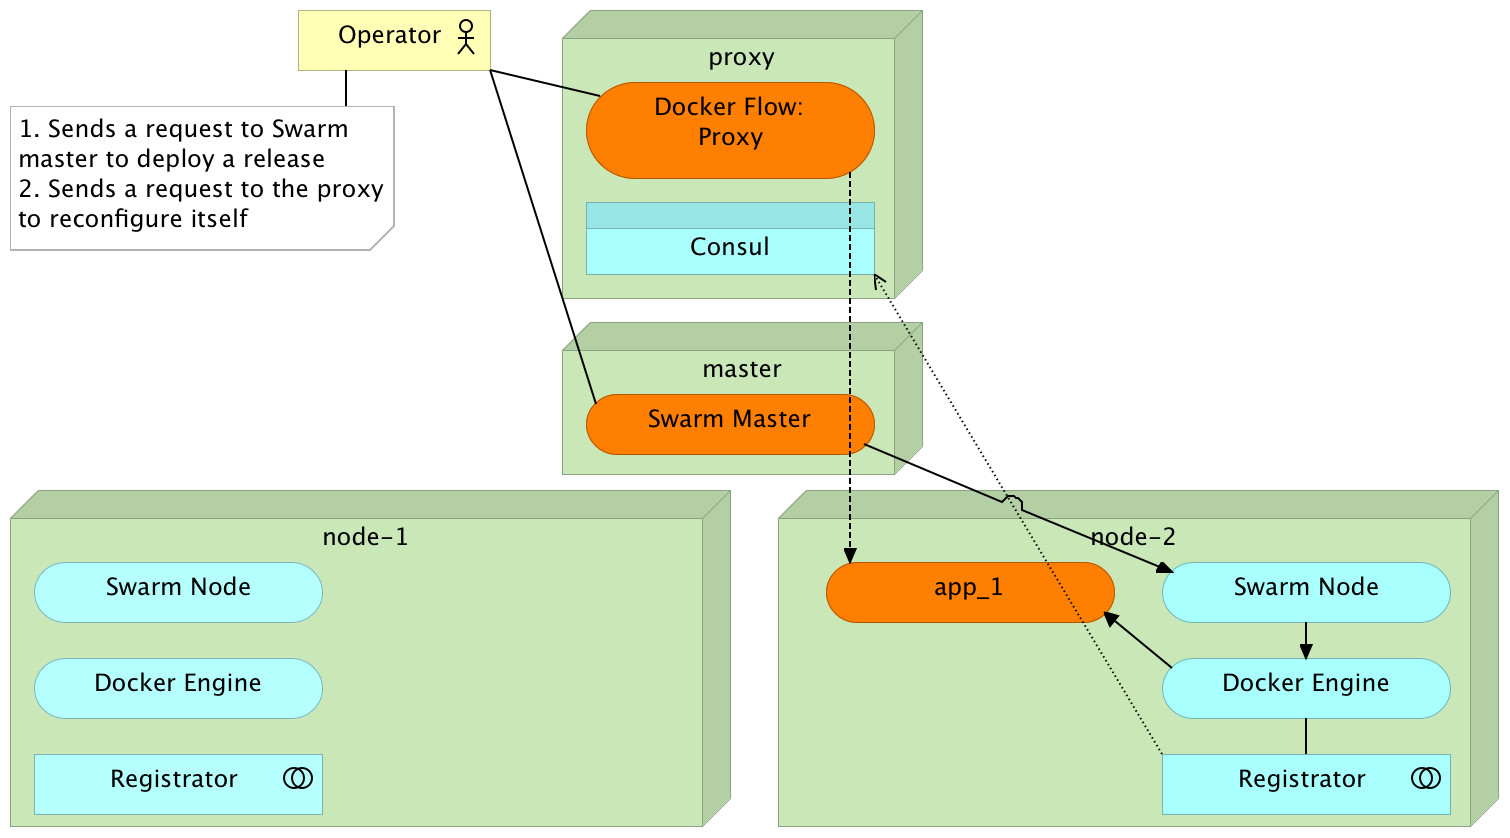 Operator
1. Sends a request to Swarm
master to deploy a release
2. Sends a request to the proxy
to reconfigure itself
proxy
Docker Flow:
Proxy
Consul
master
Swarm Master
node-1
Swarm Node
Docker Engine
Registrator
node-2
app_1
Swarm Node
Docker Engine
Registrator